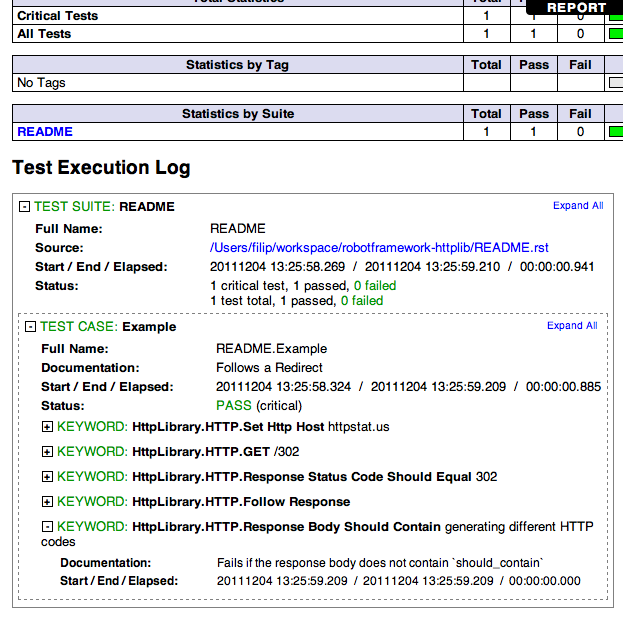 Total Statistics Total
REPORT
Critical Tests 1 1 0
All Tests 1 1 0
Statistics by Tag Total Pass Fail
No Tags
Statistics by Suite Total Pass Fail
README 1 1 0
Test Execution Log
- TEST SUITE: README Expand All
Full Name: README
Source: /Users/filip/workspace/robotframework-httplib/README.rst
Start / End / Elapsed: 20111204 13:25:58.269 / 20111204 13:25:59.210 / 00:00:00.941
Status: 1 critical test, 1 passed, 0 failed
1 test total, 1 passed, 0 failed
- TEST CASE: Example Expand All
Full Name: README.Example
Documentation: Follows a Redirect
Start / End / Elapsed: 20111204 13:25:58.324 / 20111204 13:25:59.209 / 00:00:00.885
Status: PASS (critical)
+ KEYWORD: HttpLibrary.HTTP.Set Http Host httpstat.us
+ KEYWORD: HttpLibrary.HTTP.GET /302
+ KEYWORD: HttpLibrary.HTTP.Response Status Code Should Equal 302
+ KEYWORD: HttpLibrary.HTTP.Follow Response
- KEYWORD: HttpLibrary.HTTP.Response Body Should Contain generating different HTTP
codes
Documentation: Fails if the response body does not contain `should_contain`
Start / End / Elapsed: 20111204 13:25:59.209 / 20111204 13:25:59.209 / 00:00:00.000